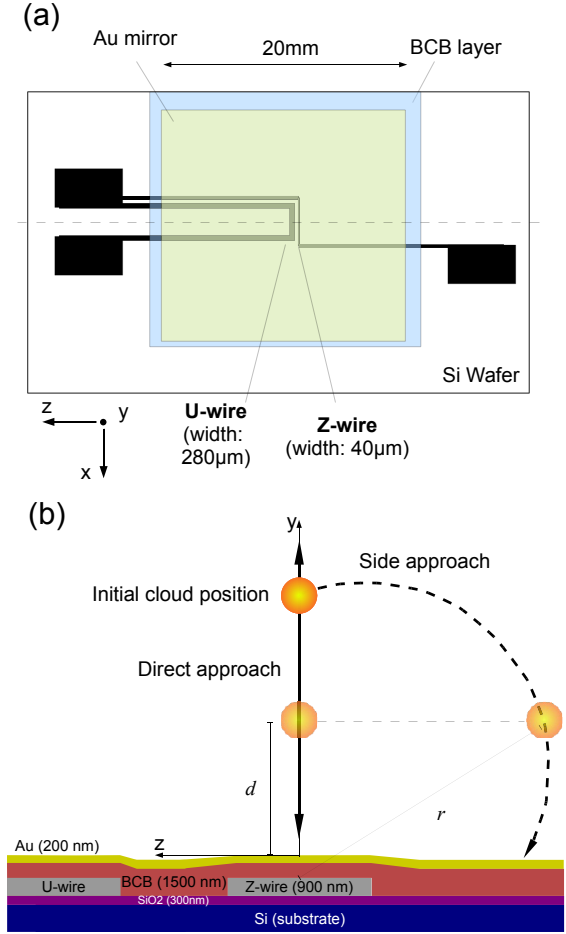 (a)
Au mirror
20mm
BCB layer
Si Wafer
z
y
x
U-wire
(width:
280µm)
Z-wire
(width: 40µm)
(b)
y
Side approach
Initial cloud position
Direct approach
d
r
z
Au (200 nm)
U-wire
BCB (1500 nm)
Z-wire (900 nm)
SiO2 (300nm)
Si (substrate)